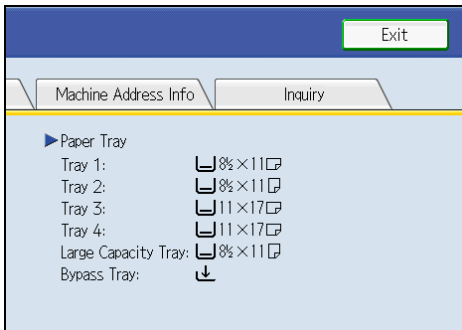 Exit
Machine Address Info Inquiry
Paper Tray
Tray 1: 8½×11
Tray 2: 8½×11
Tray 3: 11×17
Tray 4: 11×17
Large Capacity Tray: 8½×11
Bypass Tray: